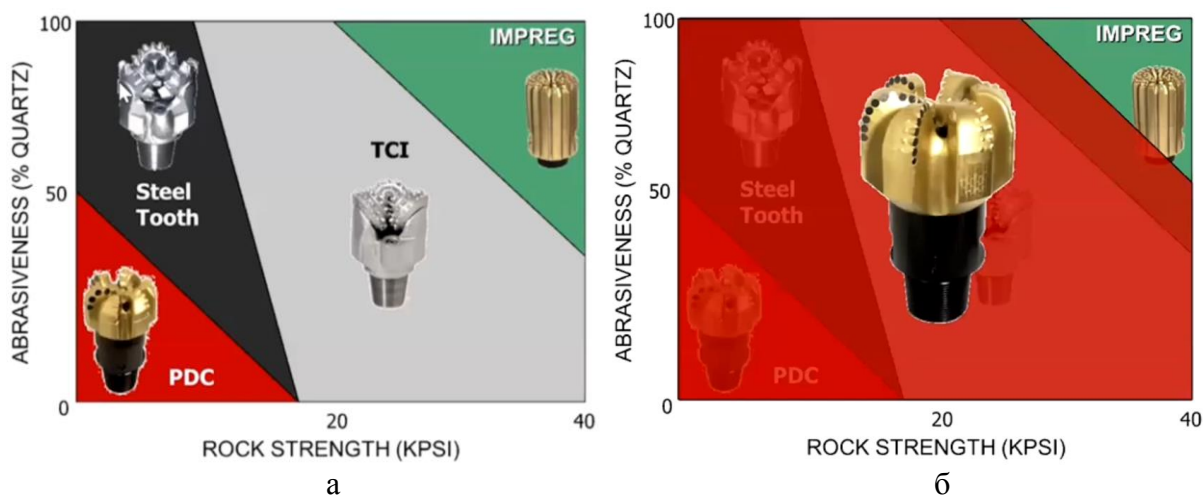 100
IMPREG
TCI
50
Steel
Tooth
PDC
0
20
40
ABRASIVENESS (% QUARTZ)
ROCK STRENGTH (KPSI)
а
100
IMPREG
50
Steel
Tooth
PDC
0
20
40
ABRASIVENESS (% QUARTZ)
ROCK STRENGTH (KPSI)
б